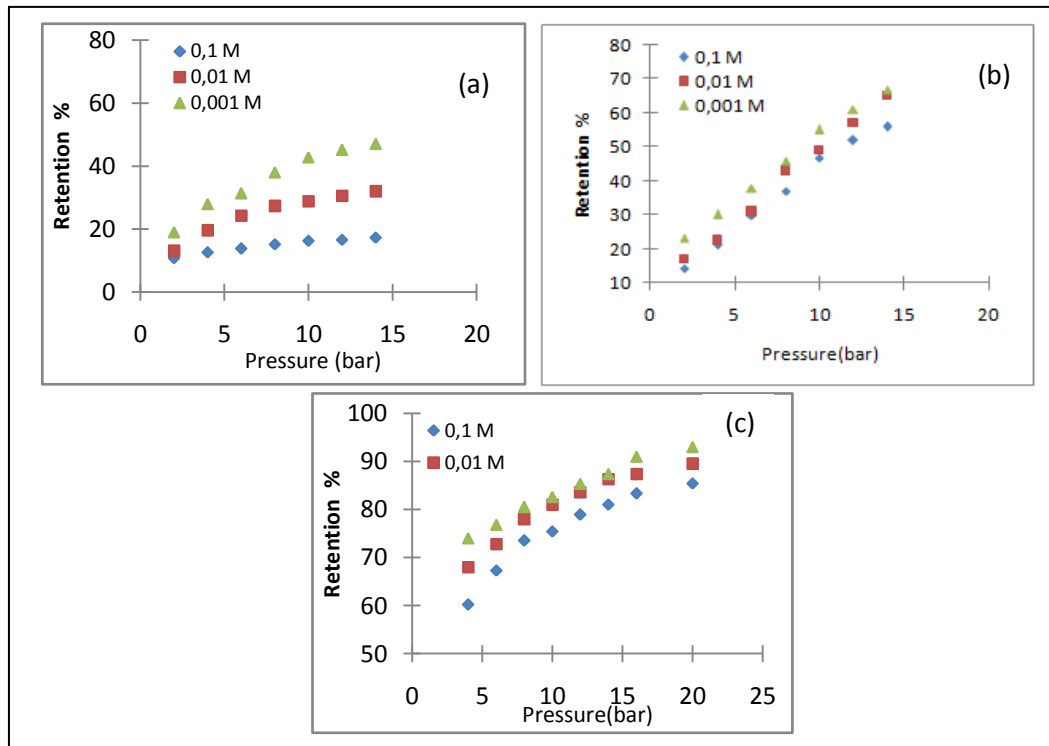 (a)
0,1 M
0,01 M
0,001 M
Retention %
80
60
40
20
0
0 5 10 15 20
Pressure (bar)
(b)
0,1 M
0,01 M
0,001 M
Retention %
80
70
60
50
40
30
20
10
0 5 10 15 20
Pressure(bar)
(c)
0,1 M
0,01 M
Retention %
100
90
80
70
60
50
0 5 10 15 20 25
Pressure(bar)